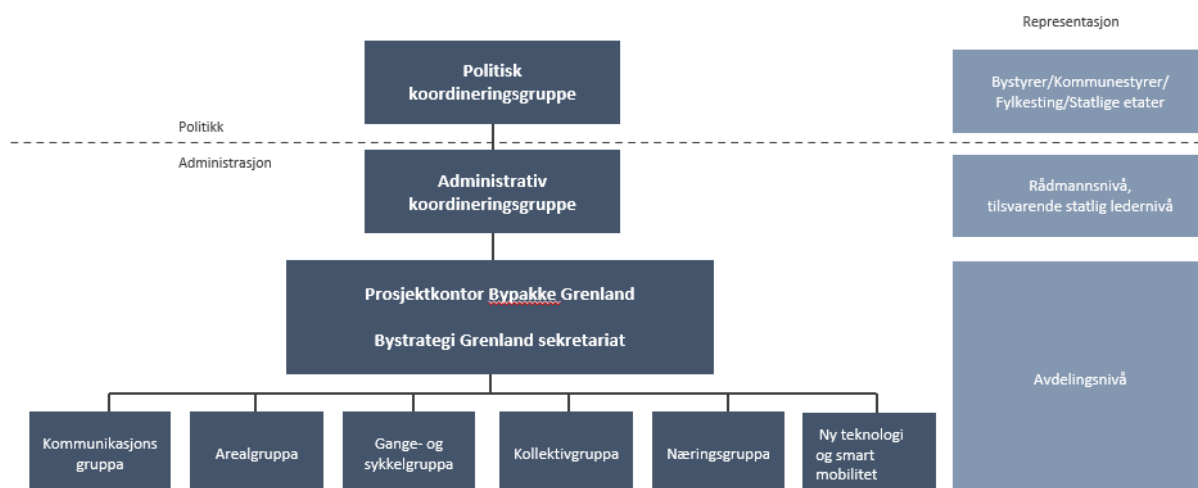 Representasjon
Politisk
koordineringsgruppe
Bystyrer/Kommunestyrer/
Fylkesting/Statlige etater
Politikk
Administrasjon
Administrativ
koordineringsgruppe
Rådmannsnivå,
tilsvarende statlig ledernivå
Prosjektkontor Bypakke Grenland
Bystrategi Grenland sekretariat
Avdelingsnivå
Kommunikasjons
gruppa
Arealgruppa
Gange- og
sykkelgruppa
Kollektivgruppa
Næringsgruppa
Ny teknologi
og smart
mobilitet